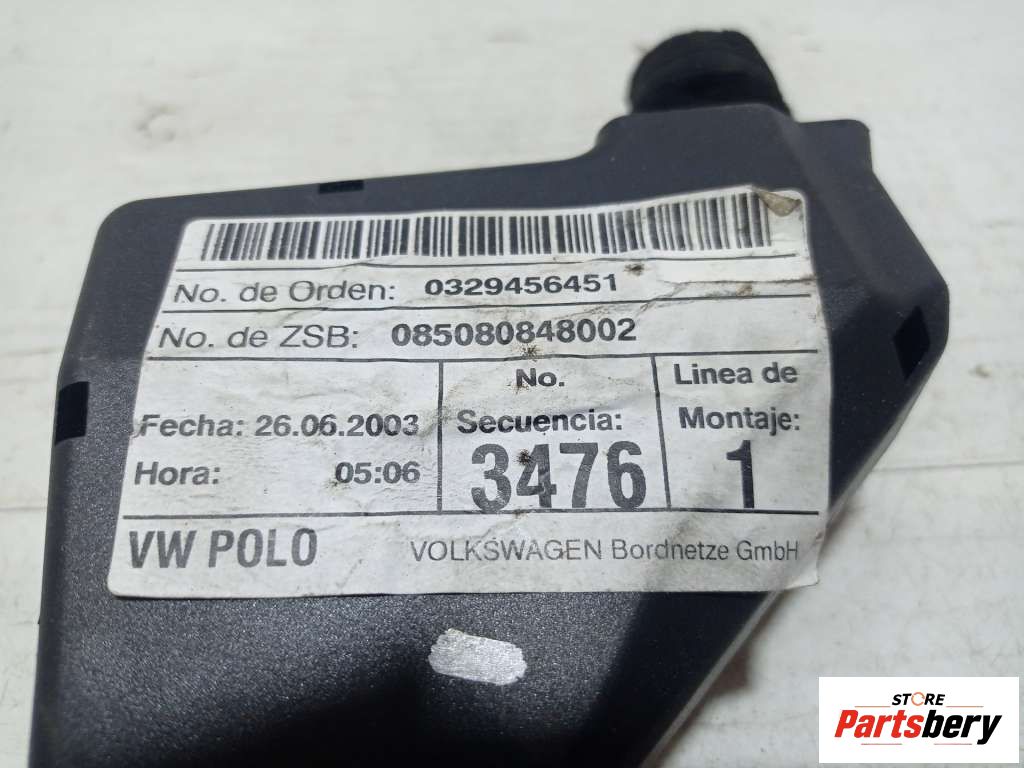 No. de Orden: 0329456451
No. de ZSB: 085080848002
Fecha: 26.06.2003
Hora: 05:06
No.
Secuencia:
3476
Linea de
Montaje:
1
VW POLO
VOLKSWAGEN Bordnetze GmbH
STORE
Partsbery